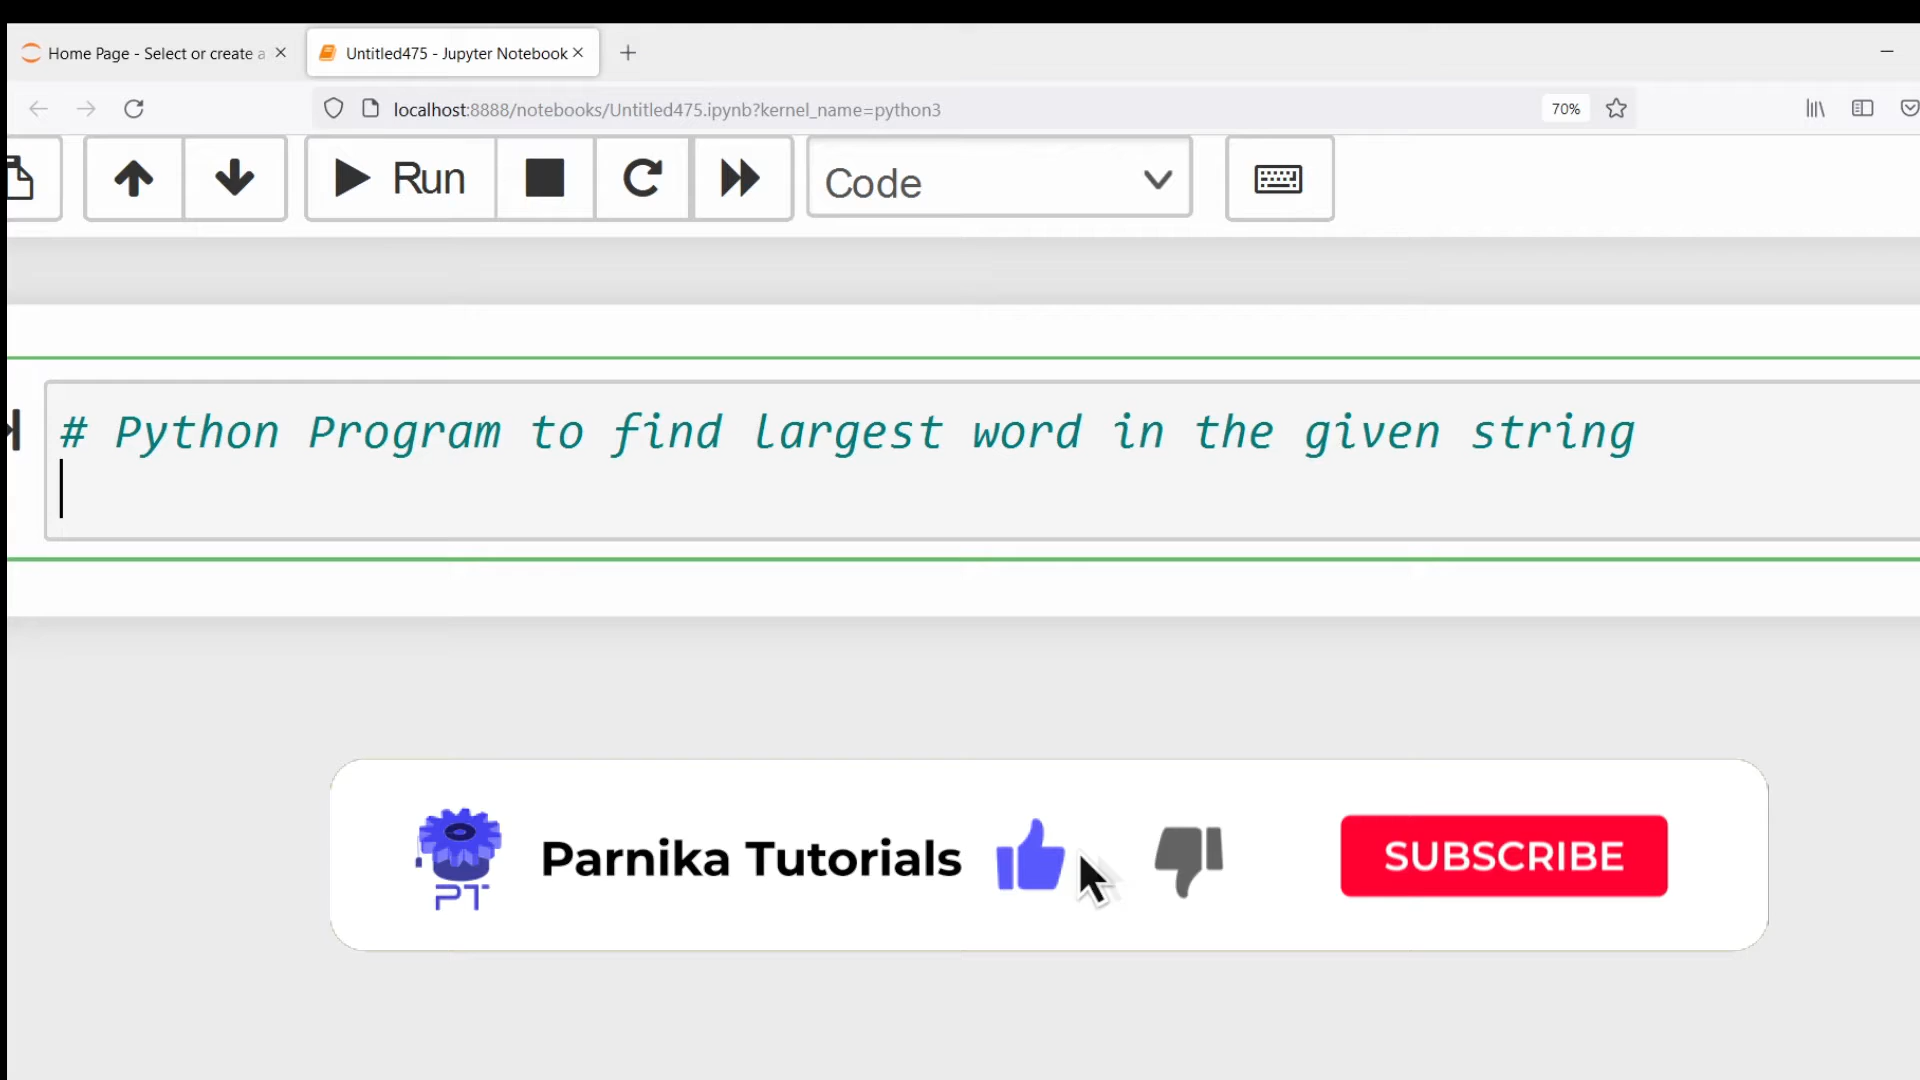 Home Page - Select or create a
Untitled475 - Jupyter Notebook
localhost:8888/notebooks/Untitled475.ipynb?kernel_name=python3
70%
Run
Code
# Python Program to find largest word in the given string
PT
Parnika Tutorials
SUBSCRIBE